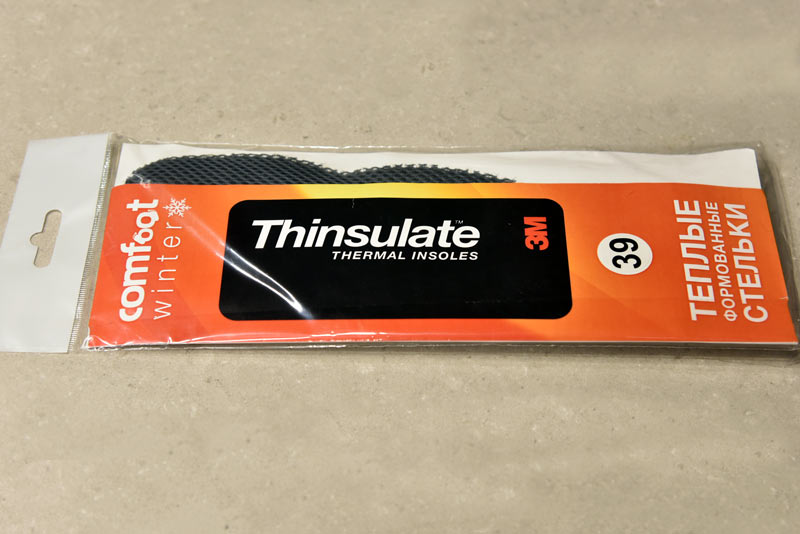 comfoot
winter
Thinsulate™
THERMAL INSOLES
3M
39
ТЕПЛЫЕ
ФОРМОВАННЫЕ
СТЕЛЬКИ